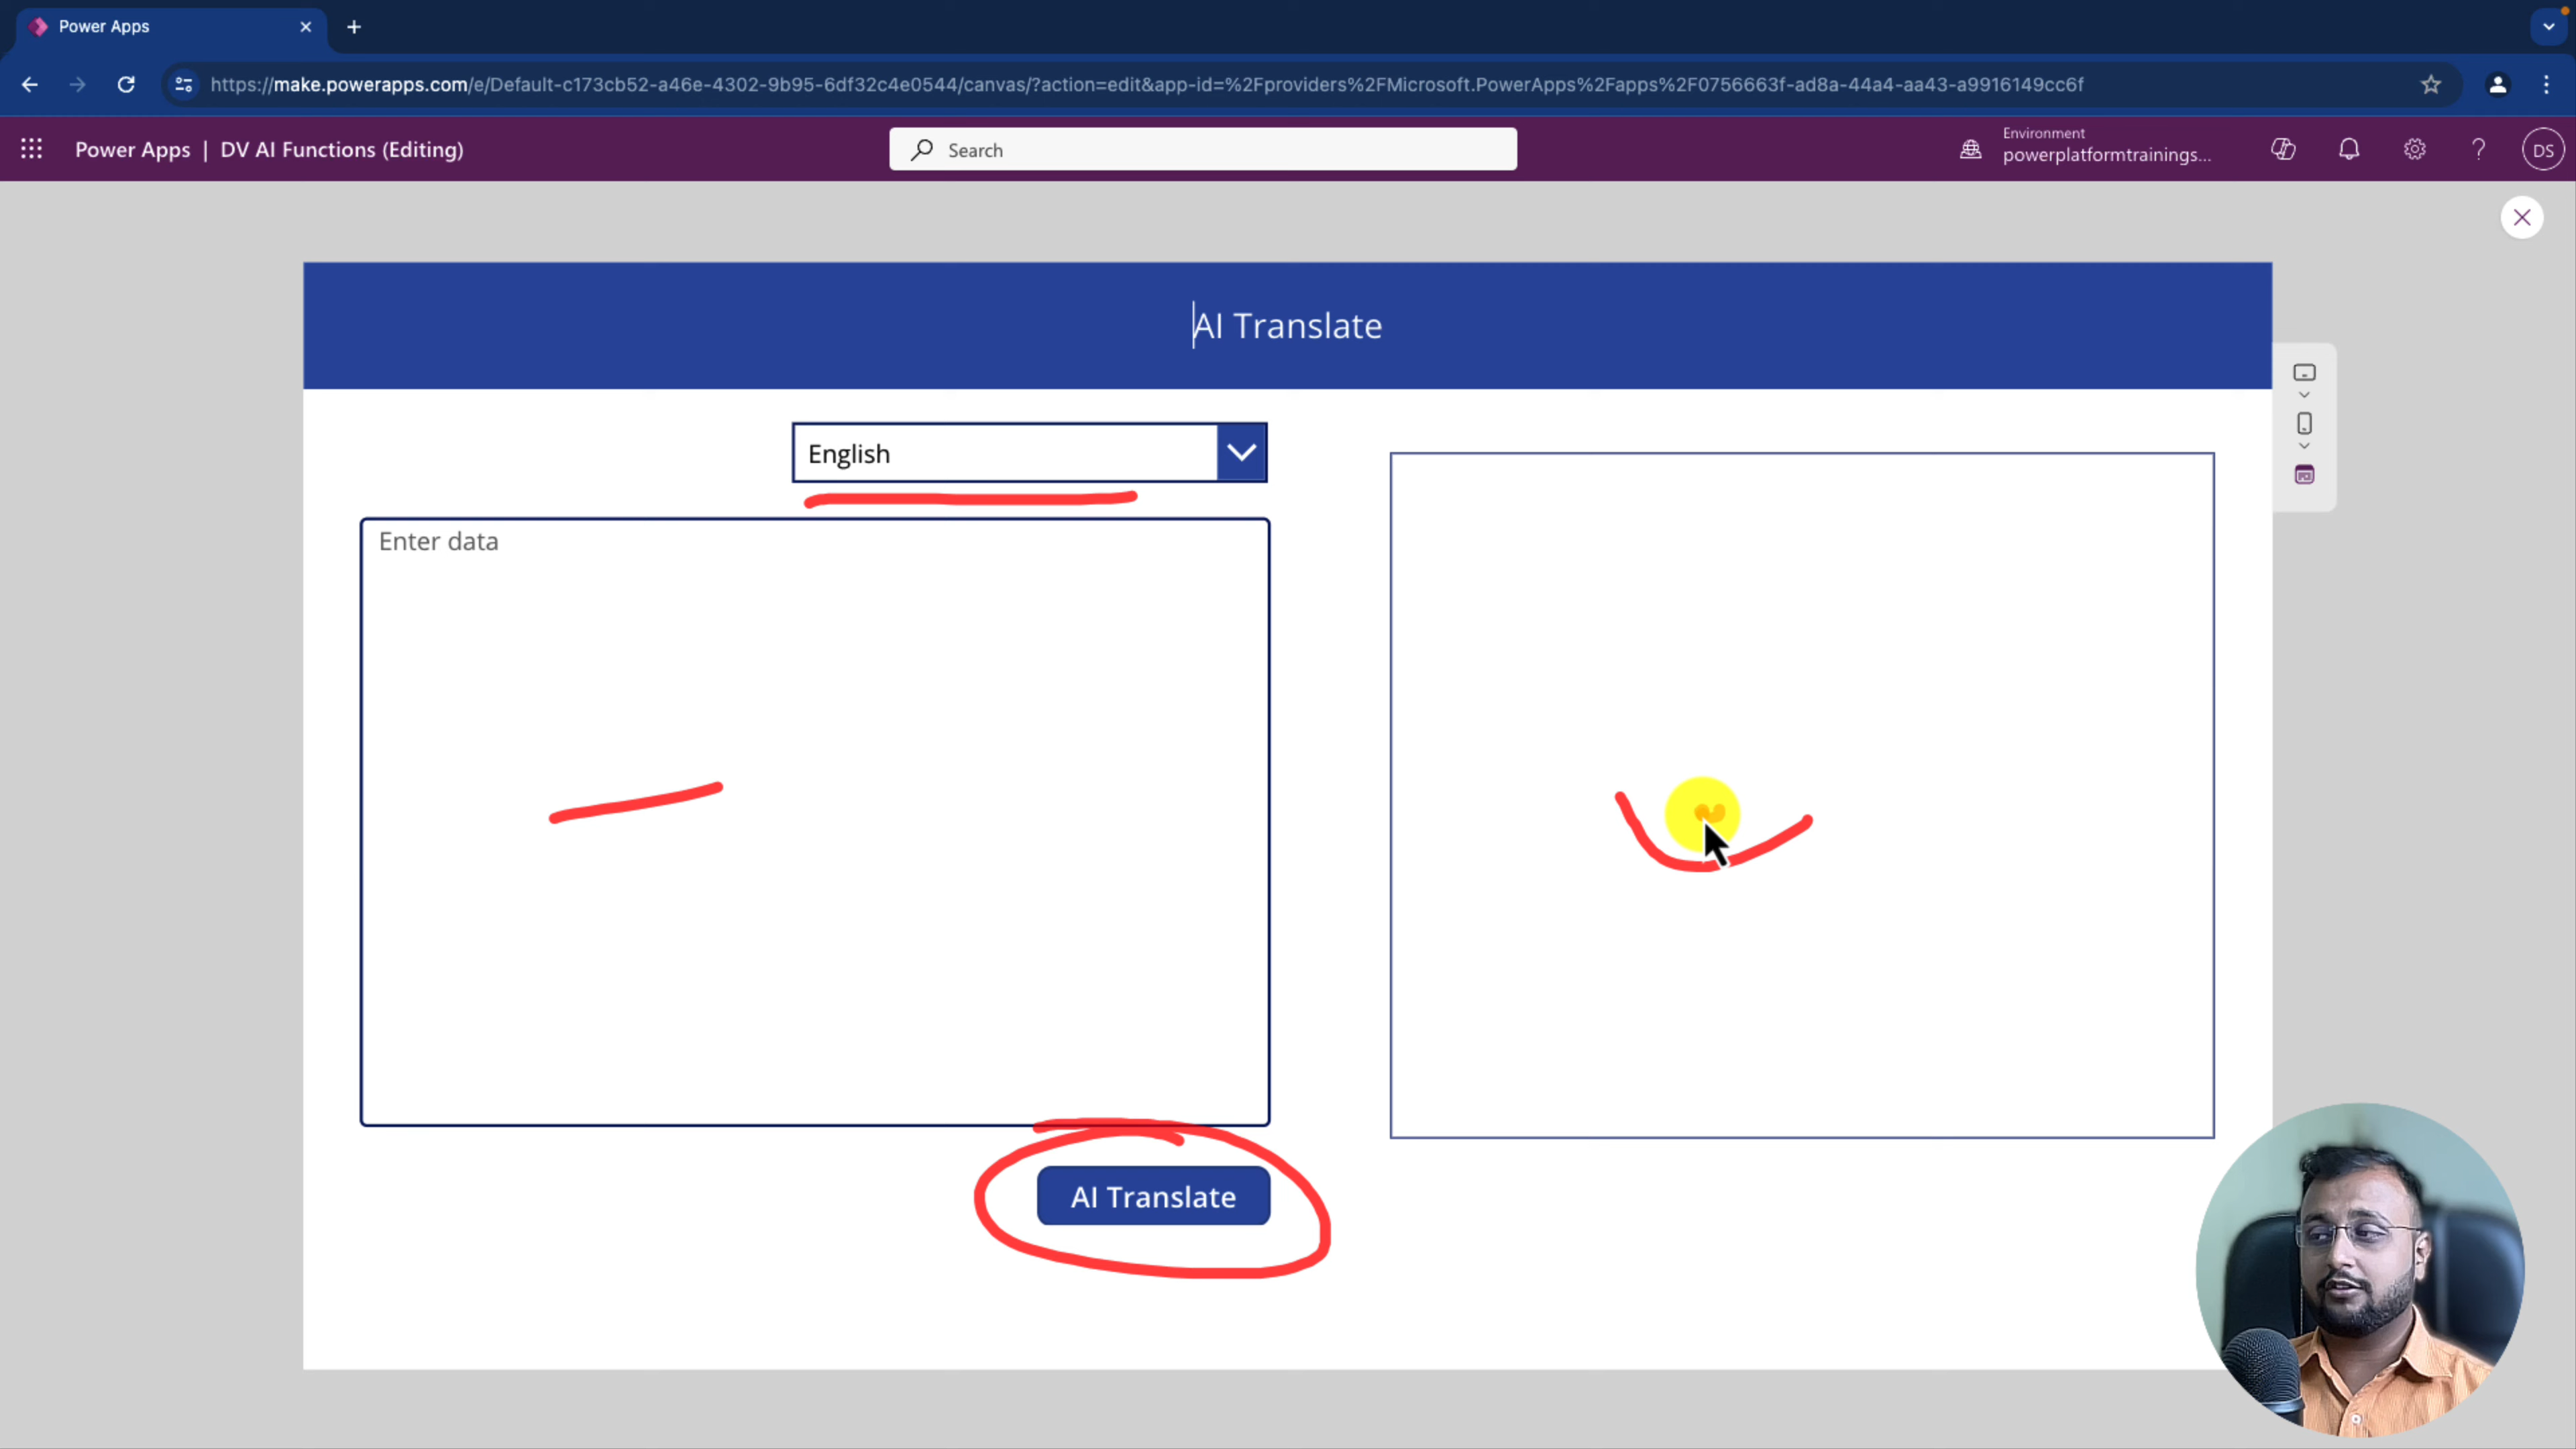 Power Apps
https://make.powerapps.com/e/Default-c173cb52-a46e-4302-9b95-6df32c4e0544/canvas/?action=edit&app-id=%2Fproviders%2FMicrosoft.PowerApps%2Fapps%2F0756663f-ad8a-44a4-aa43-a9916149cc6f
Power Apps | DV AI Functions (Editing)
Search
Environment
powerplatformtrainings...
DS
AI Translate
English
Enter data
AI Translate